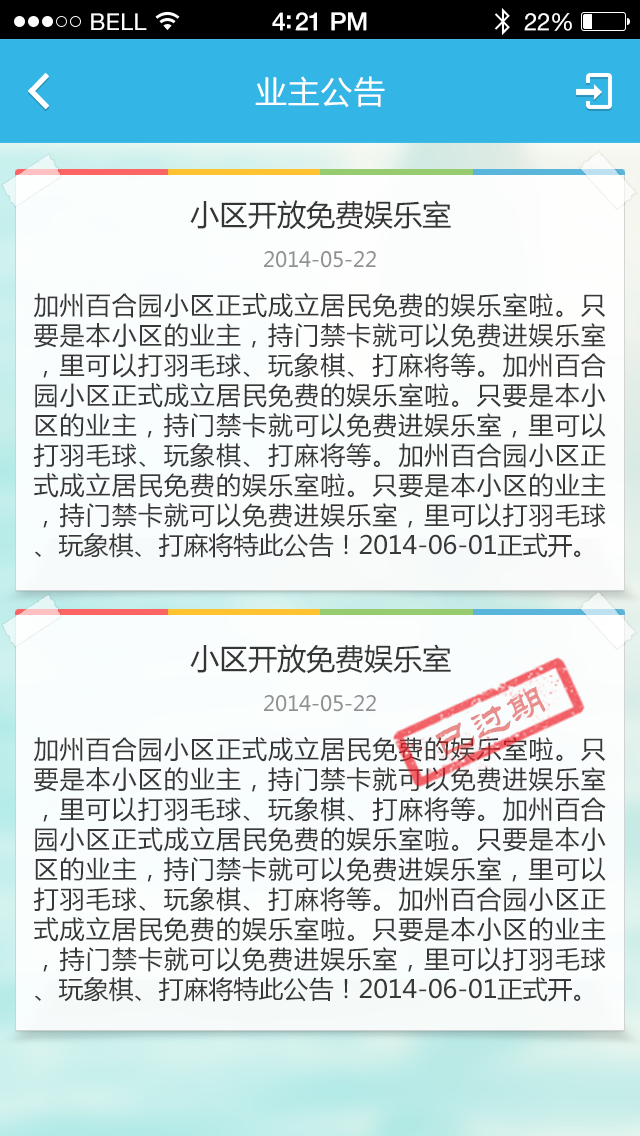 BELL 4:21 PM 22%
业主公告
小区开放免费娱乐室
2014-05-22
加州百合园小区正式成立居民免费的娱乐室啦。只
要是本小区的业主，持门禁卡就可以免费进娱乐室
，里可以打羽毛球、玩象棋、打麻将等。加州百合
园小区正式成立居民免费的娱乐室啦。只要是本小
区的业主，持门禁卡就可以免费进娱乐室，里可以
打羽毛球、玩象棋、打麻将等。加州百合园小区正
式成立居民免费的娱乐室啦。只要是本小区的业主
，持门禁卡就可以免费进娱乐室，里可以打羽毛球
、玩象棋、打麻将特此公告！2014-06-01正式开。
小区开放免费娱乐室
2014-05-22
已过期
加州百合园小区正式成立居民免费的娱乐室啦。只
要是本小区的业主，持门禁卡就可以免费进娱乐室
，里可以打羽毛球、玩象棋、打麻将等。加州百合
园小区正式成立居民免费的娱乐室啦。只要是本小
区的业主，持门禁卡就可以免费进娱乐室，里可以
打羽毛球、玩象棋、打麻将等。加州百合园小区正
式成立居民免费的娱乐室啦。只要是本小区的业主
，持门禁卡就可以免费进娱乐室，里可以打羽毛球
、玩象棋、打麻将特此公告！2014-06-01正式开。